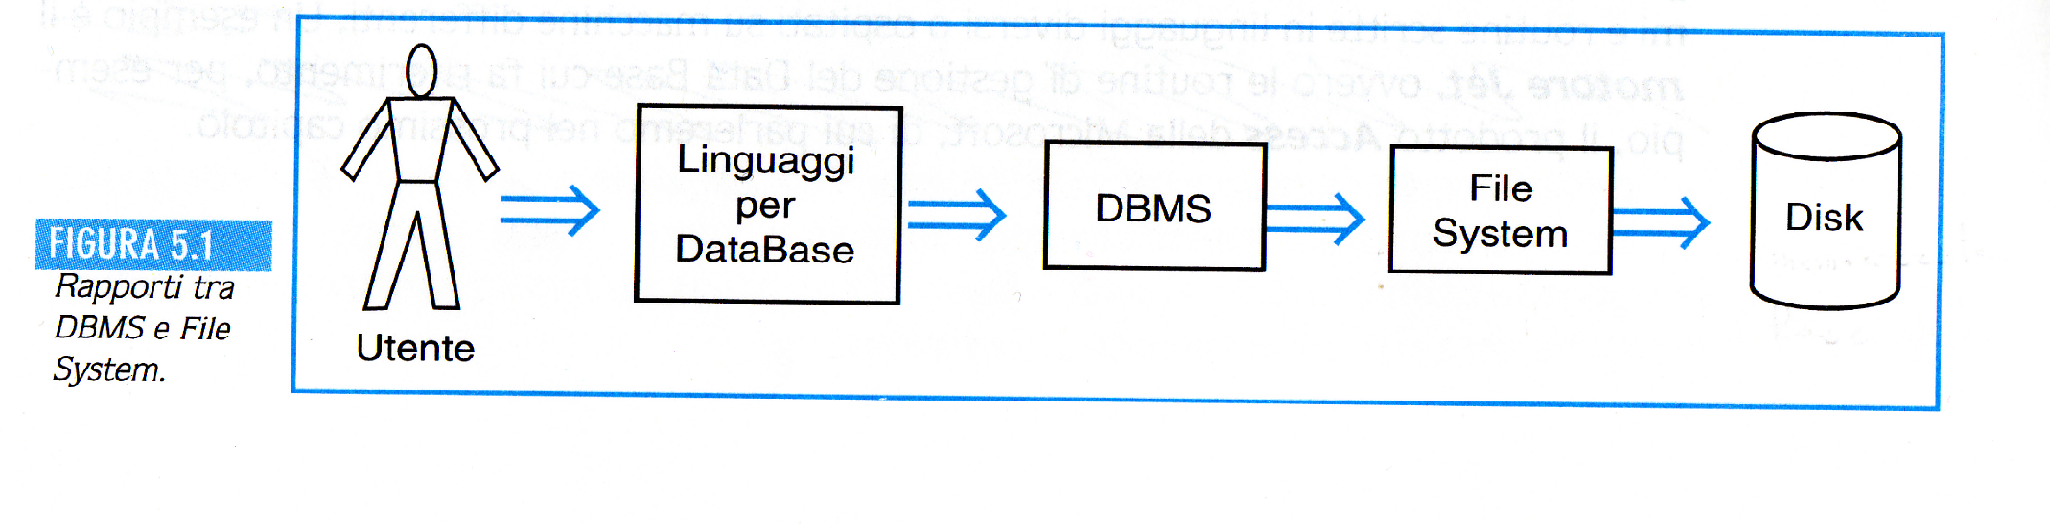 FIGURA 5.1
Rapporti tra
DBMS e File
System.
Utente
Linguaggi
per
DataBase
DBMS
File
System
Disk